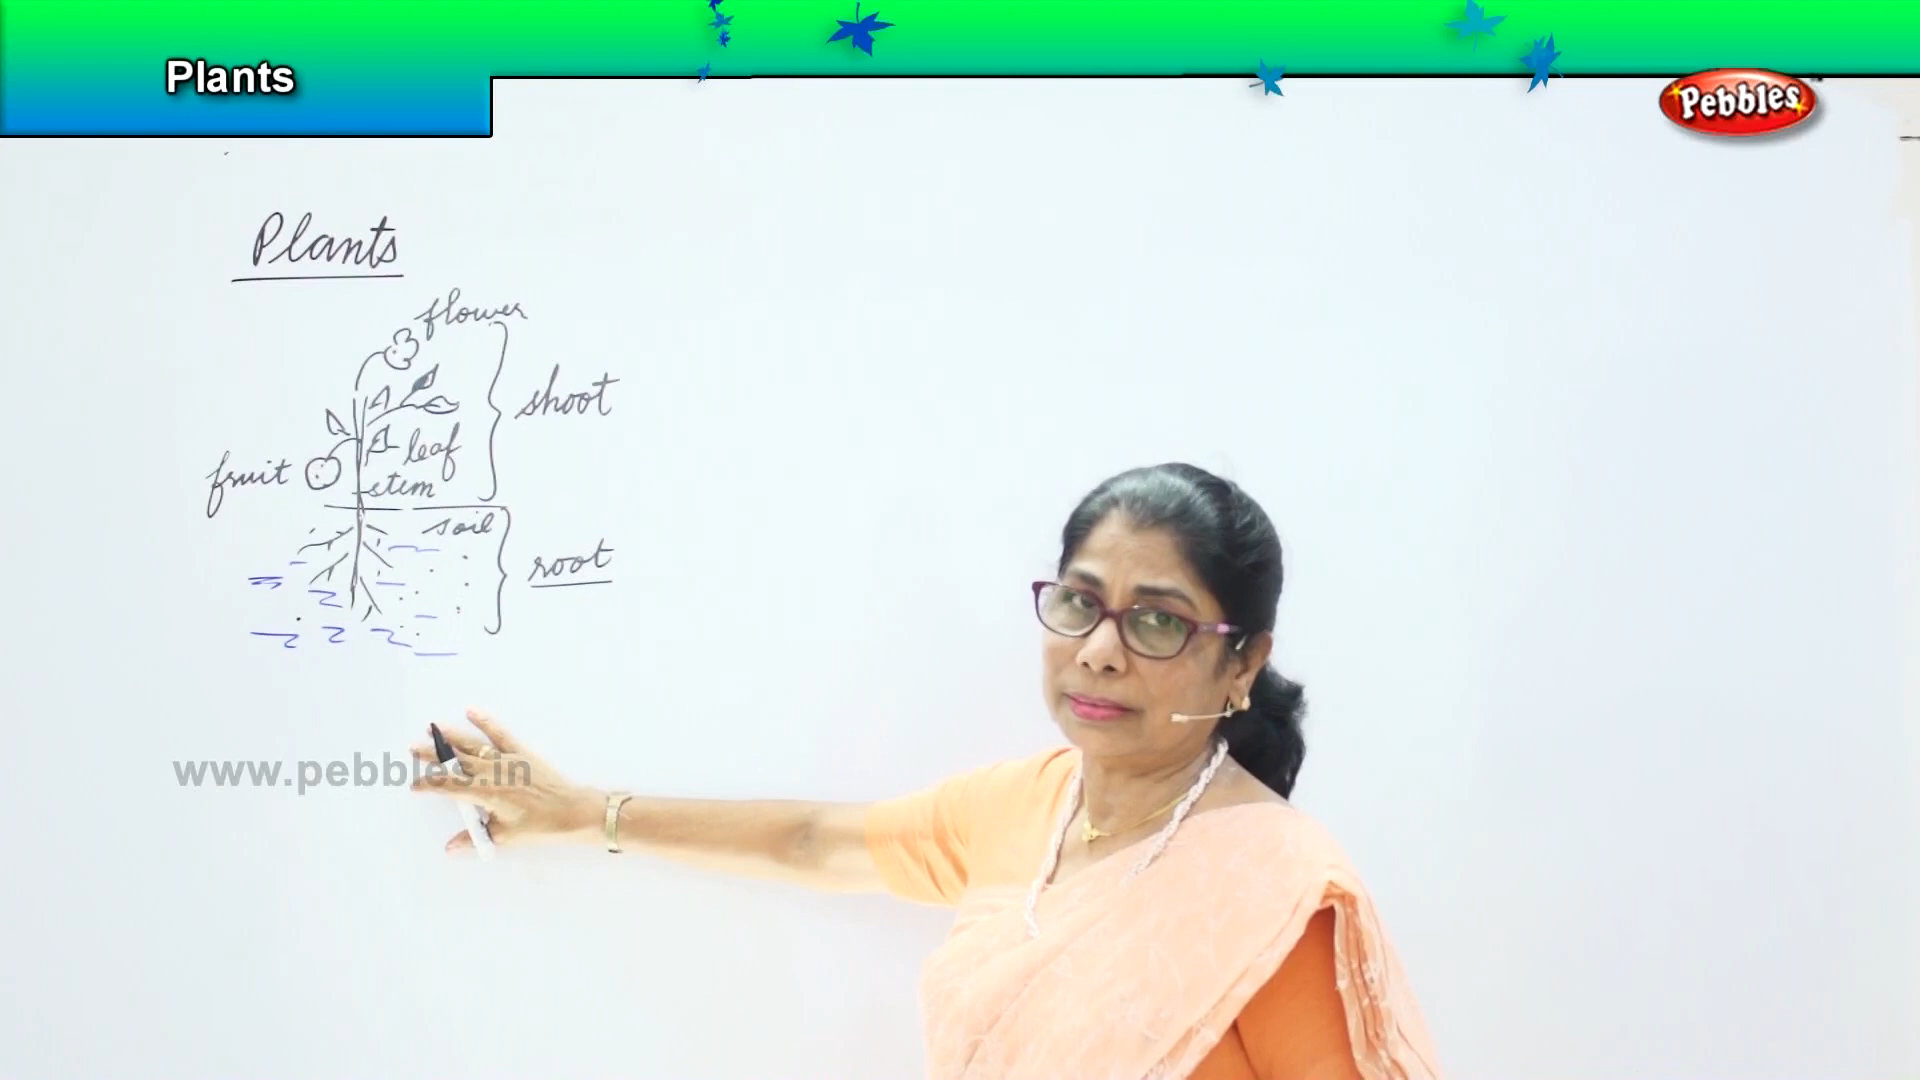 Plants
Pebbles
Plants
flower
shoot
leaf
fruit
stem
soil
root
www.pebbles.in